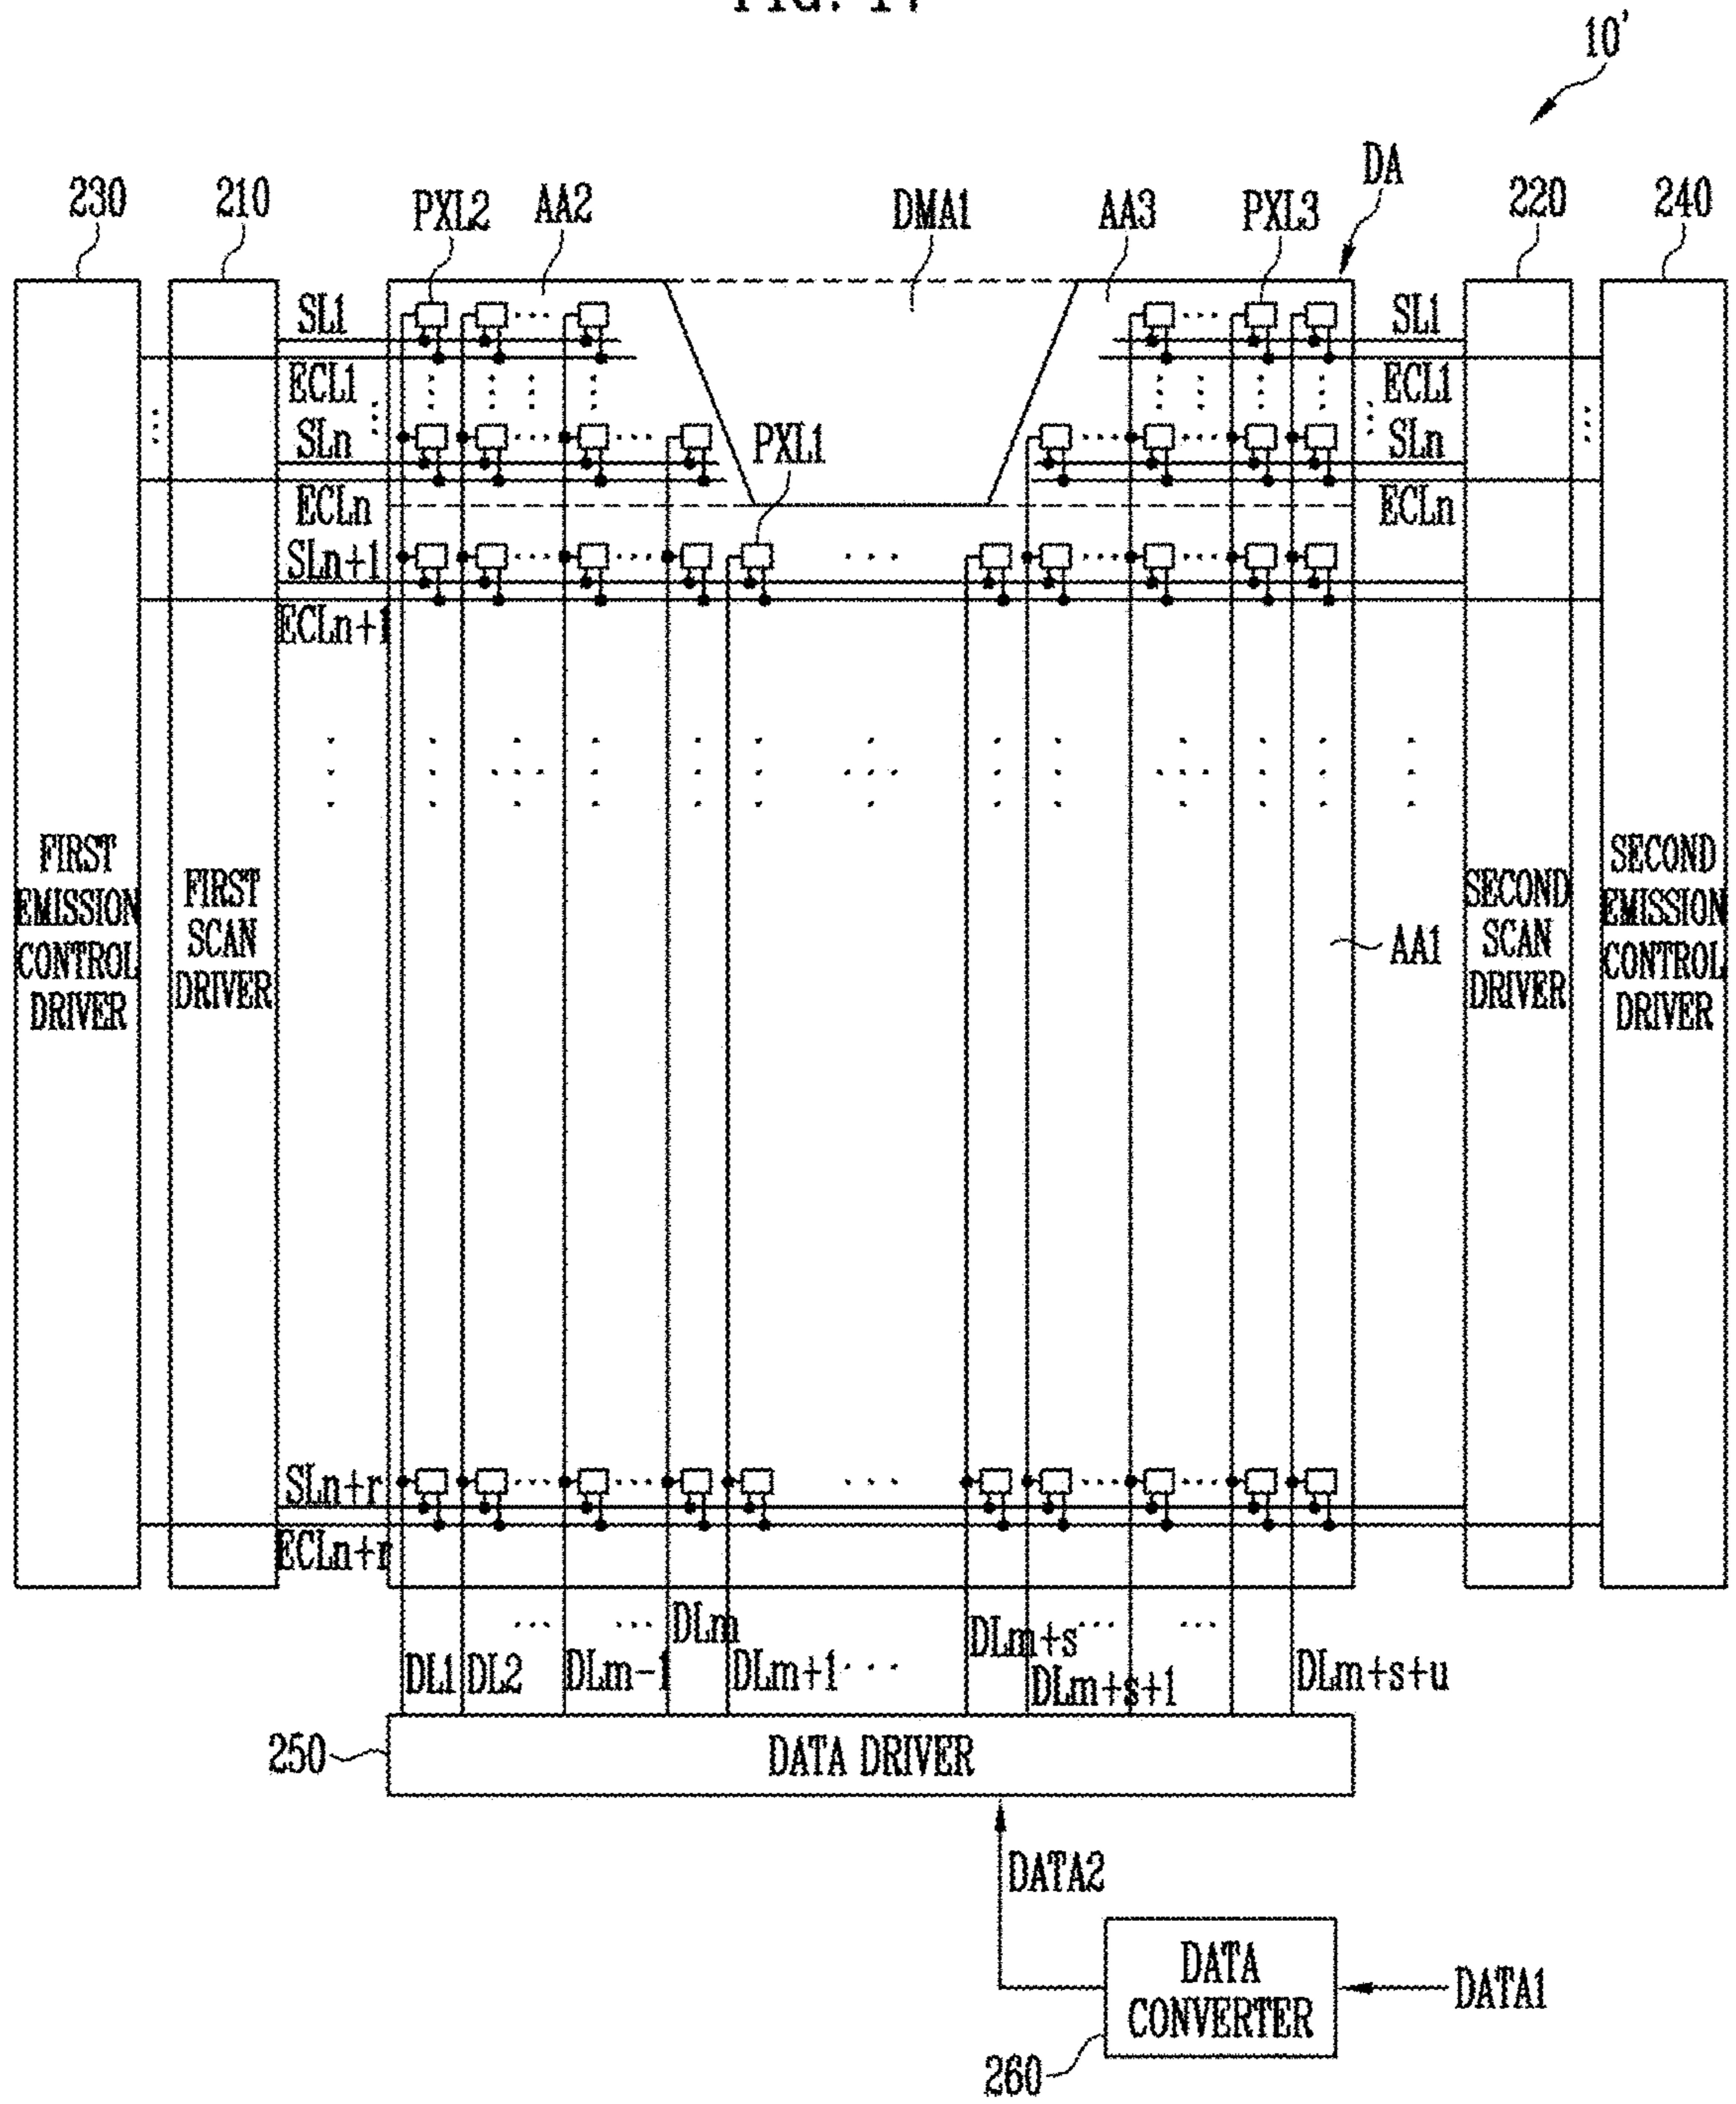 10'
DA
230
210
PXL2
AA2
DMA1
AA3
PXL3
220
240
SL1
SL1
ECL1
ECL1
SLn
PXL1
SLn
ECLn
ECLn
SLn+1
ECLn+1
FIRST
EMISSION
CONTROL
DRIVER
FIRST
SCAN
DRIVER
AA1
SECOND
SCAN
DRIVER
SECOND
EMISSION
CONTROL
DRIVER
SLn+r
ECLn+r
DL1
DL2
DLm-1
DLm
DLm+1
DLm+s
DLm+s+1
DLm+s+u
250
DATA DRIVER
DATA2
DATA
CONVERTER
DATA1
260